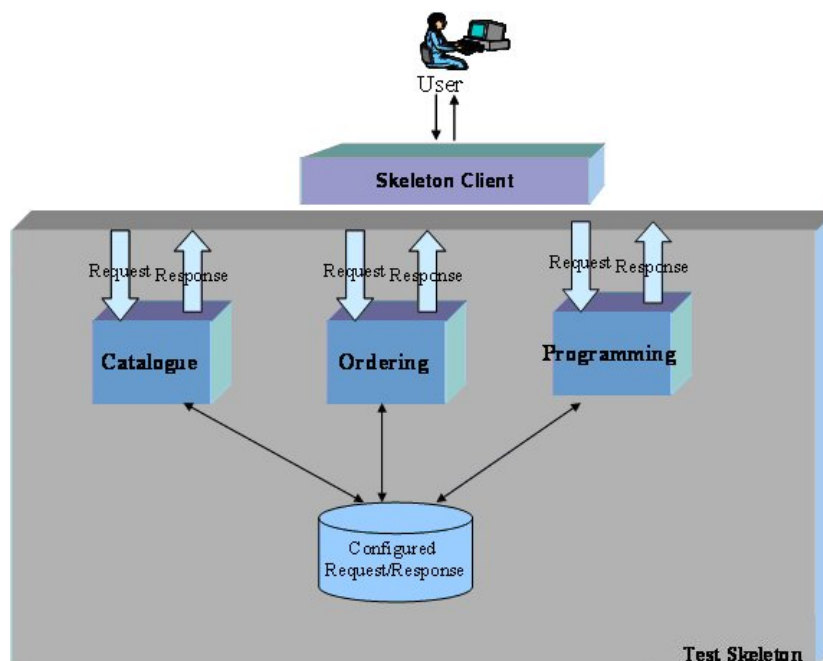 User
Skeleton Client
Request Response Request Response Request Response
Catalogue Ordering Programming
Configured
Request/Response
Test Skeleton